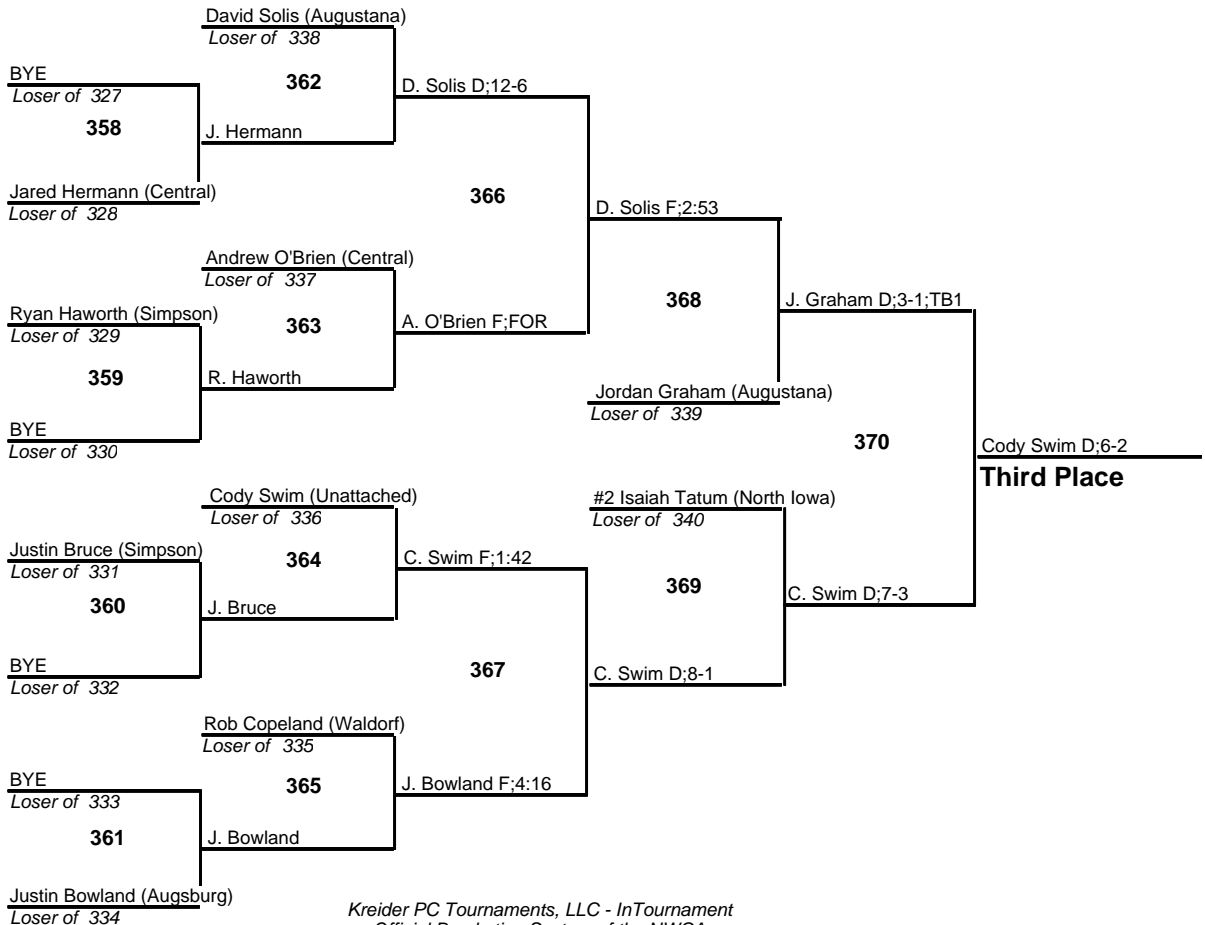 David Solis (Augustana)
Loser of 338
BYE
Loser of 327
362
D. Solis D;12-6
358
J. Hermann
Jared Hermann (Central)
Loser of 328
366
D. Solis F;2:53
Andrew O'Brien (Central)
Loser of 337
Ryan Haworth (Simpson)
Loser of 329
363
A. O'Brien F;FOR
368
J. Graham D;3-1;TB1
359
R. Haworth
Jordan Graham (Augustana)
Loser of 339
BYE
Loser of 330
370
Cody Swim D;6-2
Third Place
Cody Swim (Unattached)
Loser of 336
#2 Isaiah Tatum (North Iowa)
Loser of 340
Justin Bruce (Simpson)
Loser of 331
364
C. Swim F;1:42
369
C. Swim D;7-3
360
J. Bruce
BYE
Loser of 332
367
C. Swim D;8-1
Rob Copeland (Waldorf)
Loser of 335
BYE
Loser of 333
365
J. Bowland F;4:16
361
J. Bowland
Justin Bowland (Augsburg)
Loser of 334
Kreider PC Tournaments, LLC - InTournament